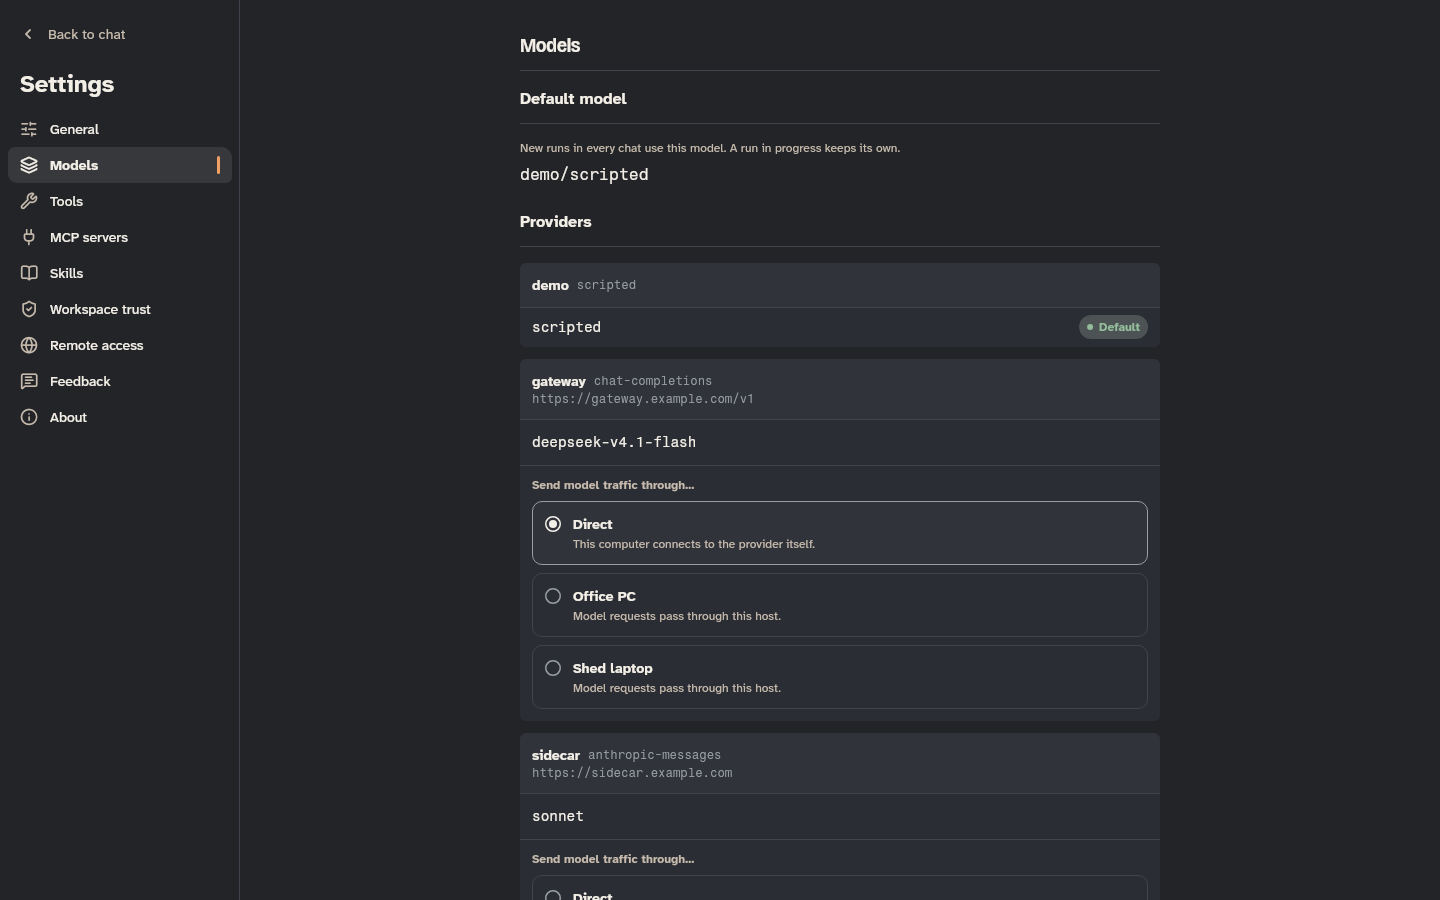 Back to chat
Settings
General
Models
Tools
MCP servers
Skills
Workspace trust
Remote access
Feedback
About
Models
Default model
New runs in every chat use this model. A run in progress keeps its own.
demo/scripted
Providers
demo scripted
scripted Default
gateway chat-completions
https://gateway.example.com/v1
deepseek-v4.1-flash
Send model traffic through...
Direct
This computer connects to the provider itself.
Office PC
Model requests pass through this host.
Shed laptop
Model requests pass through this host.
sidecar anthropic-messages
https://sidecar.example.com
sonnet
Send model traffic through...
Direct